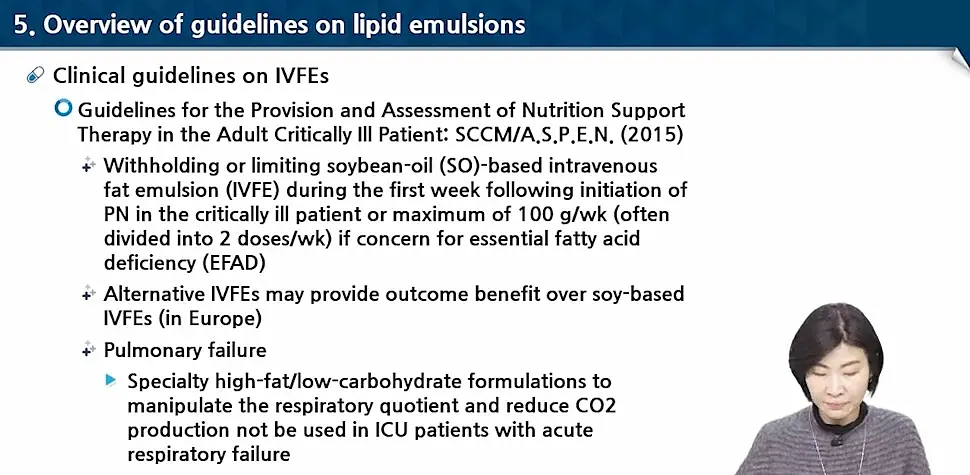 5. Overview of guidelines on lipid emulsions
Clinical guidelines on IVFEs
Guidelines for the Provision and Assessment of Nutrition Support
Therapy in the Adult Critically Ill Patient: SCCM/A.S.P.E.N. (2015)
Withholding or limiting soybean-oil (SO)-based intravenous
fat emulsion (IVFE) during the first week following initiation of
PN in the critically ill patient or maximum of 100 g/wk (often
divided into 2 doses/wk) if concern for essential fatty acid
deficiency (EFAD)
Alternative IVFEs may provide outcome benefit over soy-based
IVFEs (in Europe)
Pulmonary failure
Specialty high-fat/low-carbohydrate formulations to
manipulate the respiratory quotient and reduce CO2
production not be used in ICU patients with acute
respiratory failure